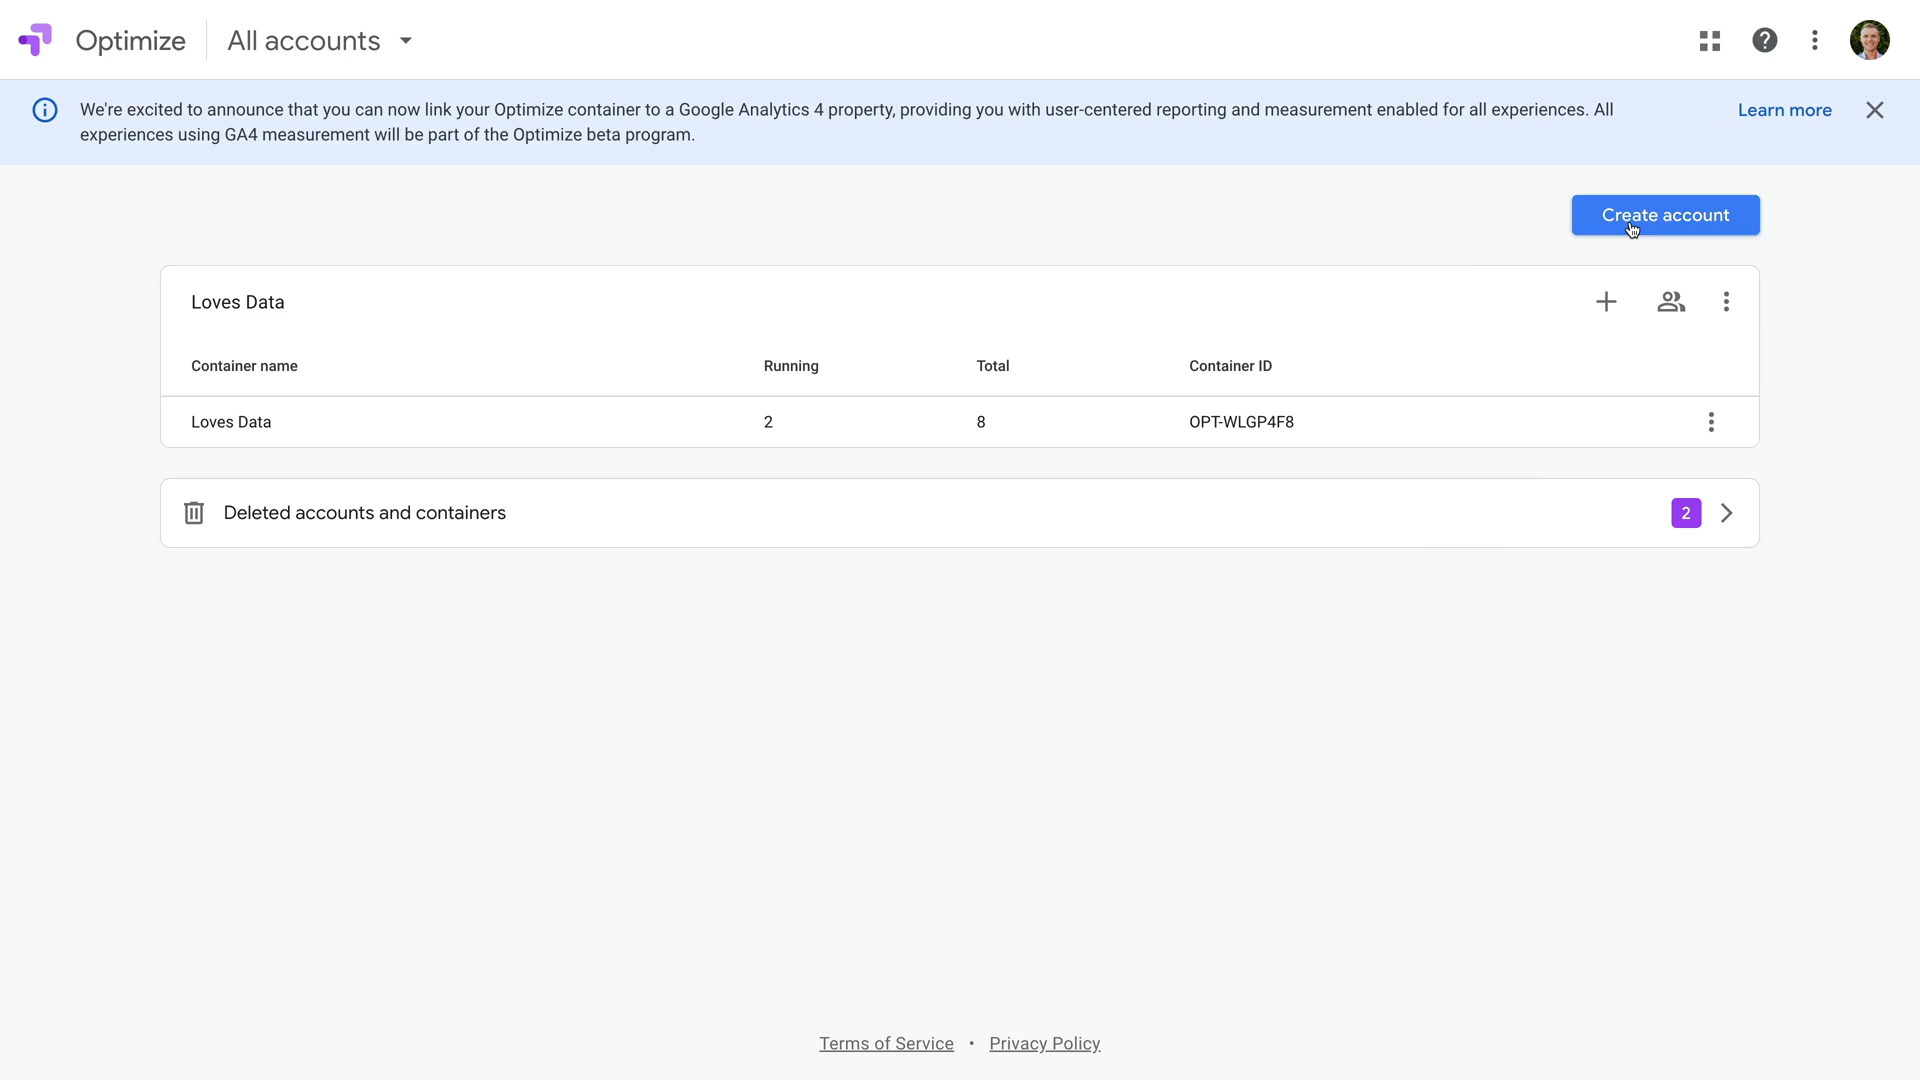 Optimize
All accounts
We're excited to announce that you can now link your Optimize container to a Google Analytics 4 property, providing you with user-centered reporting and measurement enabled for all experiences. All
experiences using GA4 measurement will be part of the Optimize beta program.
Learn more
Create account
Loves Data
Container name Running Total Container ID
Loves Data 2 8 OPT-WLGP4F8
Deleted accounts and containers 2
Terms of Service • Privacy Policy